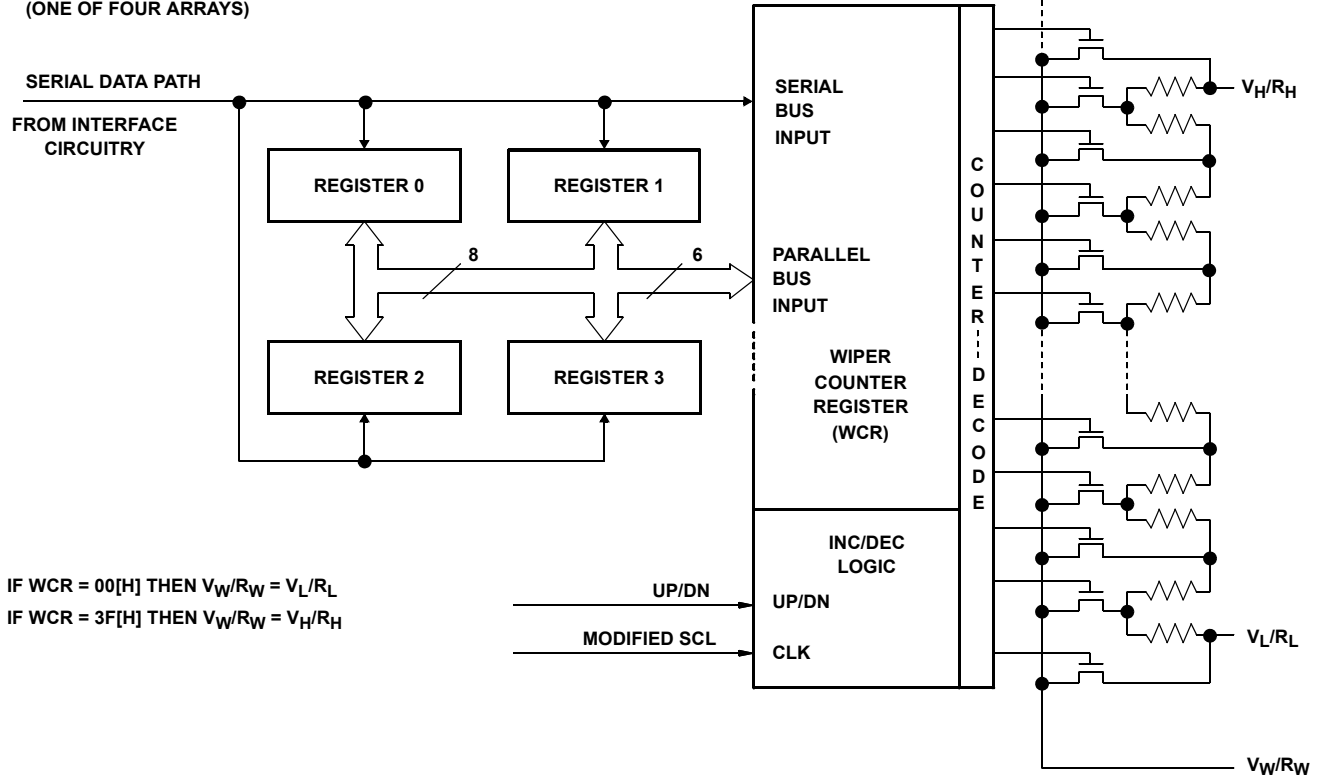 (ONE OF FOUR ARRAYS)
SERIAL DATA PATH
FROM INTERFACE
CIRCUITRY
REGISTER 0
REGISTER 1
REGISTER 2
REGISTER 3
8
6
SERIAL
BUS
INPUT
PARALLEL
BUS
INPUT
WIPER
COUNTER
REGISTER
(WCR)
INC/DEC
LOGIC
UP/DN
UP/DN
MODIFIED SCL
CLK
COUNTER
DECODE
VH/RH
VL/RL
VW/RW
IF WCR = 00[H] THEN VW/RW = VL/RL
IF WCR = 3F[H] THEN VW/RW = VH/RH